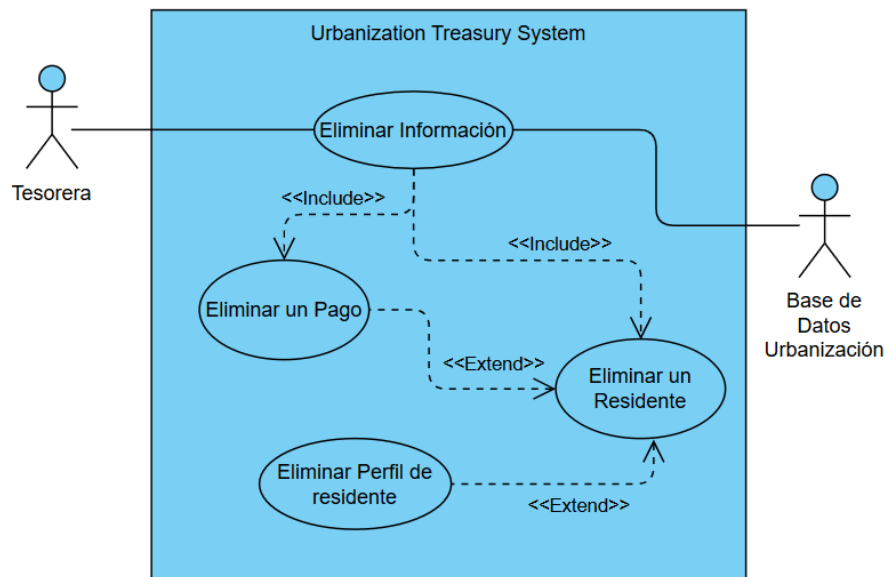 Urbanization Treasury System
Eliminar Información
Tesorera
<<Include>>
<<Include>>
Eliminar un Pago
Base de
Datos
Urbanización
<<Extend>>
Eliminar un
Residente
Eliminar Perfil de
residente
<<Extend>>